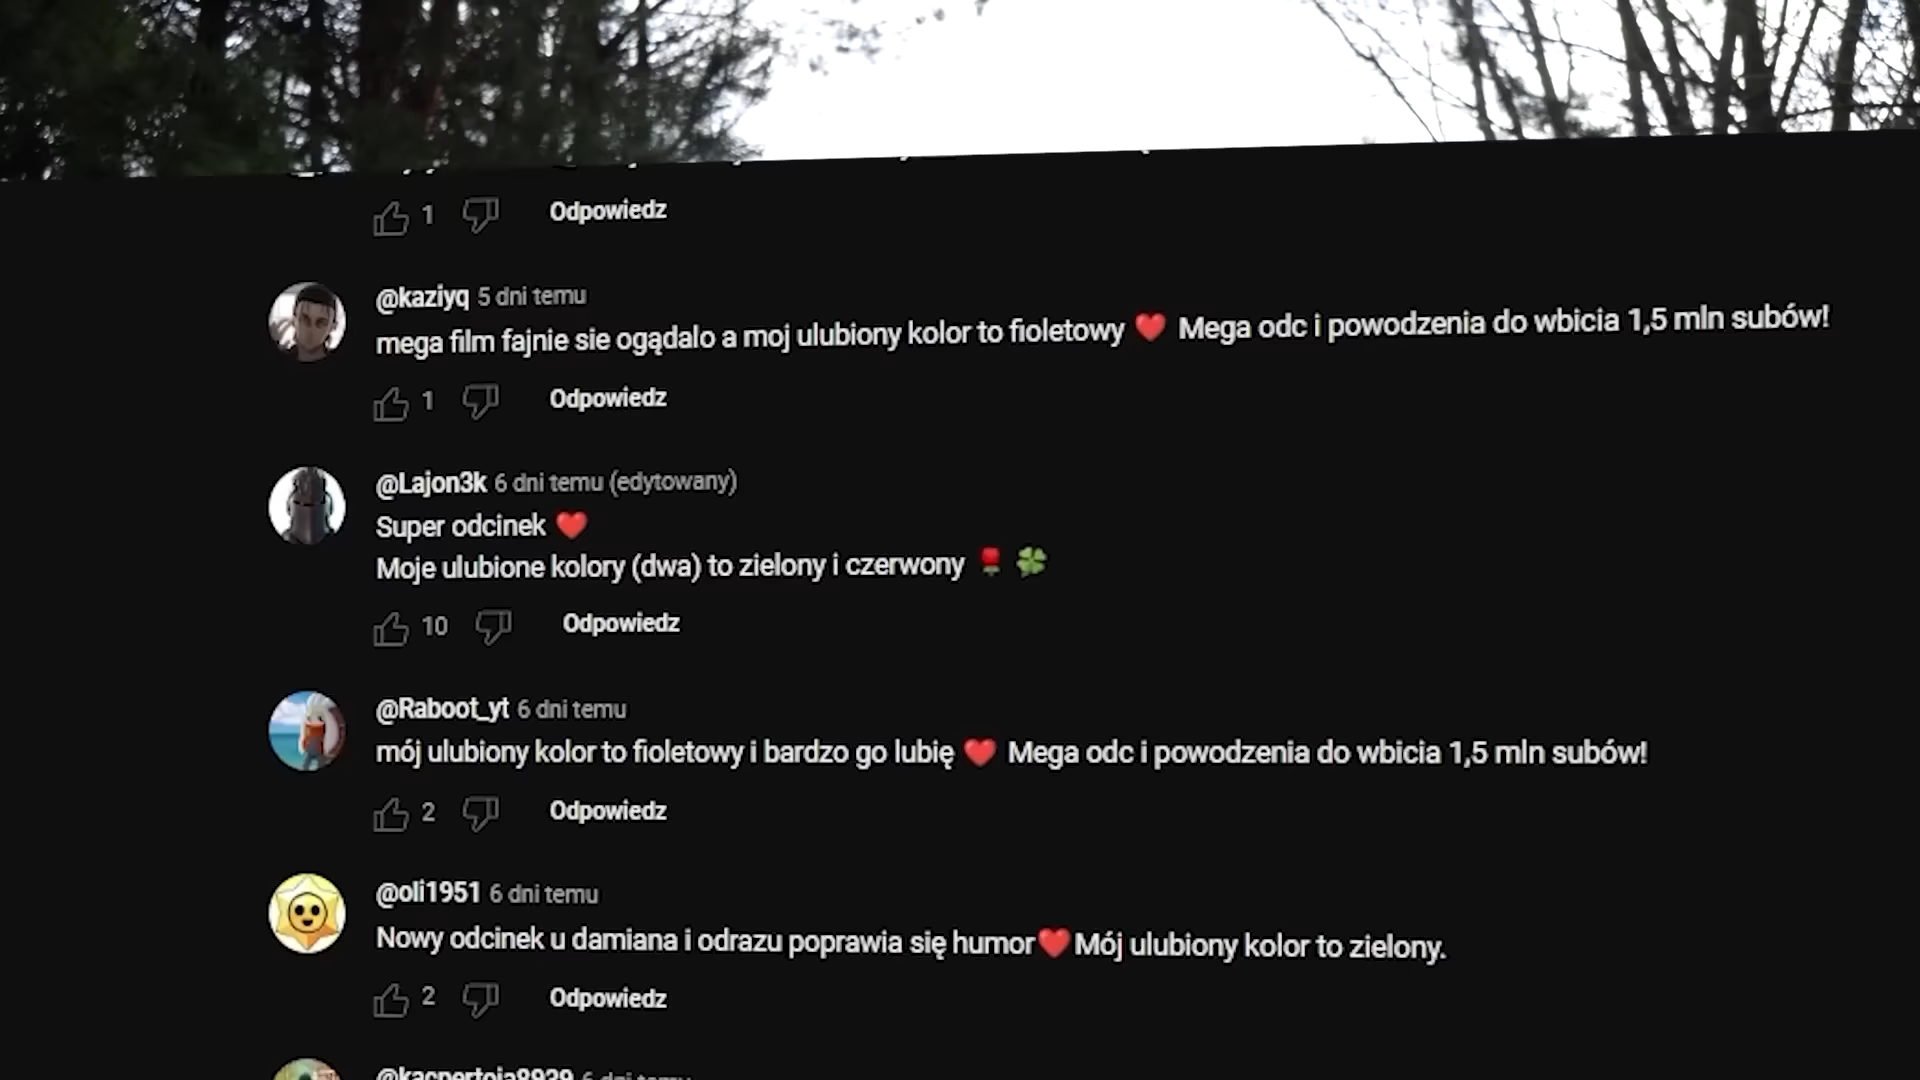 1 Odpowiedz
@kaziyq 5 dni temu
mega film fajnie sie ogądalo a moj ulubiony kolor to fioletowy ❤️ Mega odc i powodzenia do wbicia 1,5 mln subów!
1 Odpowiedz
@Lajon3k 6 dni temu (edytowany)
Super odcinek ❤️
Moje ulubione kolory (dwa) to zielony i czerwony 🌹 🍀
10 Odpowiedz
@Raboot_yt 6 dni temu
mój ulubiony kolor to fioletowy i bardzo go lubię ❤️ Mega odc i powodzenia do wbicia 1,5 mln subów!
2 Odpowiedz
@oli1951 6 dni temu
Nowy odcinek u damiana i odrazu poprawia się humor❤️Mój ulubiony kolor to zielony.
2 Odpowiedz
6 dni temu